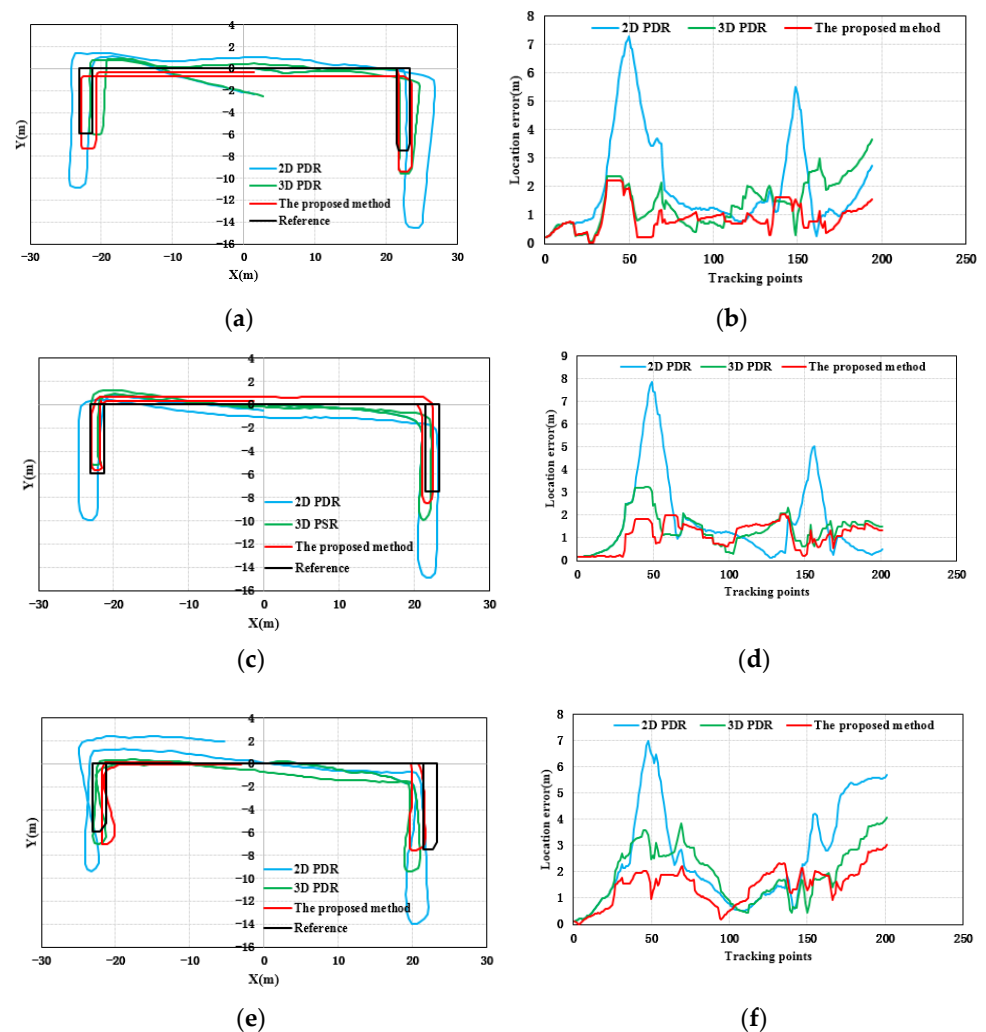 4
2
0
-2
-4
-6
-8
-10
-12
-14
-16
Y(m)
-30 -20 -10 0 10 20 30
X(m)
2D PDR
3D PDR
The proposed method
Reference
(a)
8
7
6
5
4
3
2
1
0
Location error(m)
2D PDR 3D PDR The proposed mehod
0 50 100 150 200 250
Tracking points
(b)
4
2
0
-2
-4
-6
-8
-10
-12
-14
-16
Y(m)
-30 -20 -10 0 10 20 30
X(m)
2D PDR
3D PSR
The proposed method
Reference
(c)
9
8
7
6
5
4
3
2
1
0
Location error(m)
2D PDR 3D PDR The proposed method
0 50 100 150 200 250
Tracking points
(d)
4
2
0
-2
-4
-6
-8
-10
-12
-14
-16
Y(m)
-30 -20 -10 0 10 20 30
X(m)
2D PDR
3D PDR
The proposed method
Reference
(e)
8
7
6
5
4
3
2
1
0
Location error(m)
2D PDR 3D PDR The proposed method
0 50 100 150 200 250
Tracking points
(f)